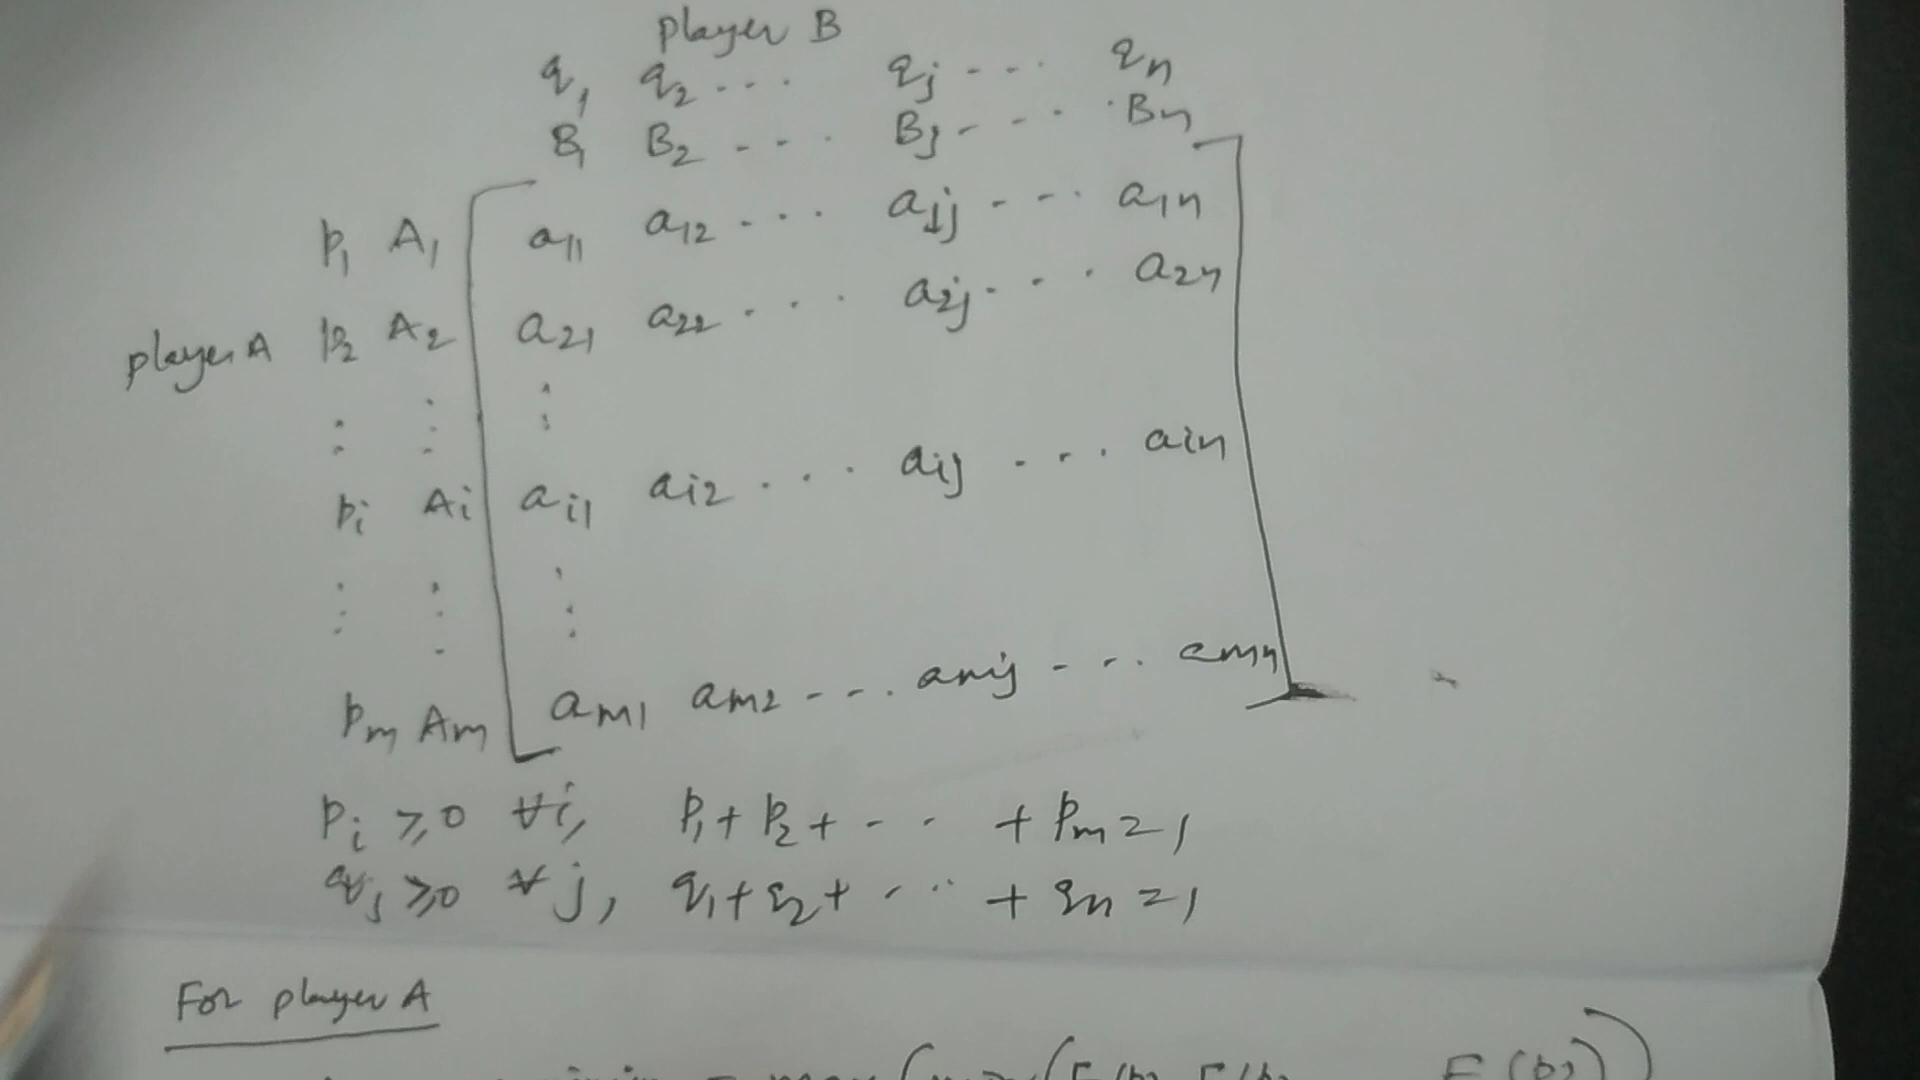 player B
q1 q2 ... qj --- qn
B1 B2 --- Bj --- Bn
p1 A1 a11 a12 ... a1j --- a1n
player A p2 A2 a21 a22 ... a2j ... a2n
pi Ai ai1 ai2 ... aij ... ain
pm Am am1 am2 --- amj --- amn
pi ≥ 0 ∀i, p1 + p2 + -- + pm = 1
qj ≥ 0 ∀j, q1 + q2 + --- + qn = 1
For player A